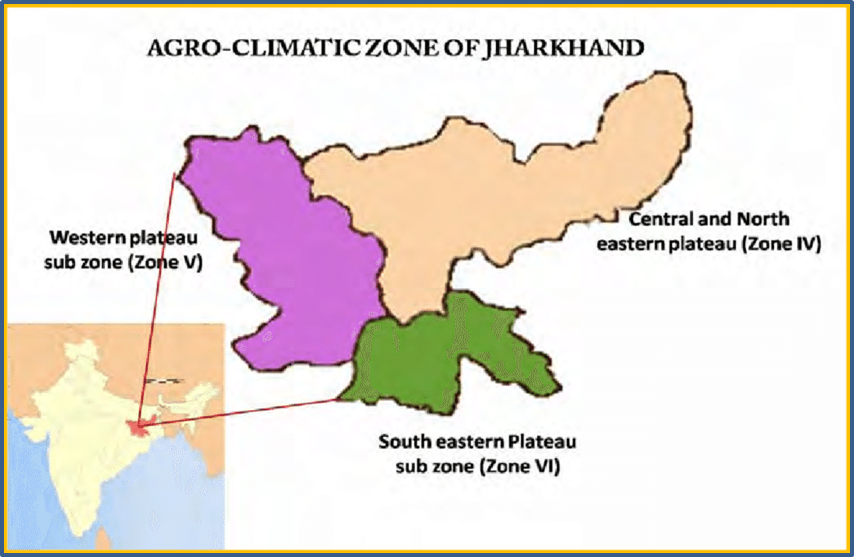 AGRO-CLIMATIC ZONE OF JHARKHAND
Western plateau
sub zone (Zone V)
Central and North
eastern plateau (Zone IV)
South eastern Plateau
sub zone (Zone VI)